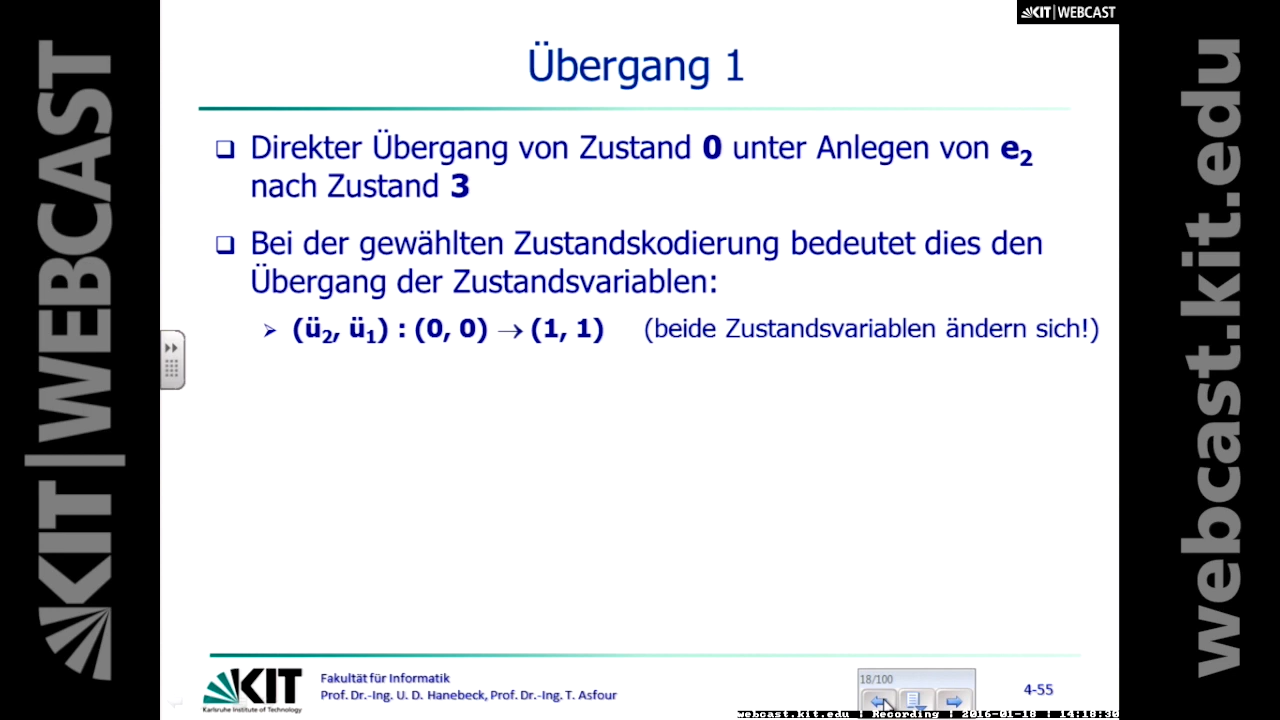 KIT|WEBCAST
Übergang 1
Direkter Übergang von Zustand 0 unter Anlegen von e2
nach Zustand 3
Bei der gewählten Zustandskodierung bedeutet dies den
Übergang der Zustandsvariablen:
(ü2, ü1) : (0, 0) → (1, 1) (beide Zustandsvariablen ändern sich!)
KIT
Karlsruhe Institute of Technology
Fakultät für Informatik
Prof. Dr.-Ing. U. D. Hanebeck, Prof. Dr.-Ing. T. Asfour
18/100
4-55
webcast.kit.edu | Recording | 2016-01-18 | 14:18:30
KIT|WEBCAST
webcast.kit.edu